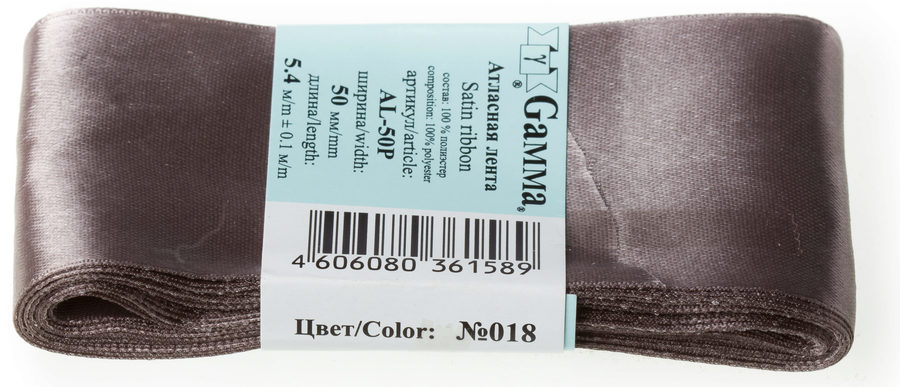 γ
®
GAMMA®
Атласная лента
Satin ribbon
состав: 100 % полиэстер
composition: 100% polyester
артикул/article:
AL-50P
ширина/width:
50 мм/mm
длина/length:
5.4 м/m ± 0.1 м/m
4 606080 361589
Цвет/Color: №018